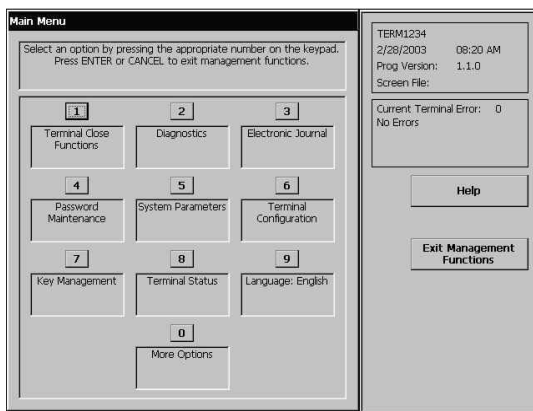 Main Menu
Select an option by pressing the appropriate number on the keypad.
Press ENTER or CANCEL to exit management functions.
1
Terminal Close
Functions
2
Diagnostics
3
Electronic Journal
4
Password
Maintenance
5
System Parameters
6
Terminal
Configuration
7
Key Management
8
Terminal Status
9
Language: English
0
More Options
TERM1234
2/28/2003 08:20 AM
Prog Version: 1.1.0
Screen File:
Current Terminal Error: 0
No Errors
Help
Exit Management
Functions